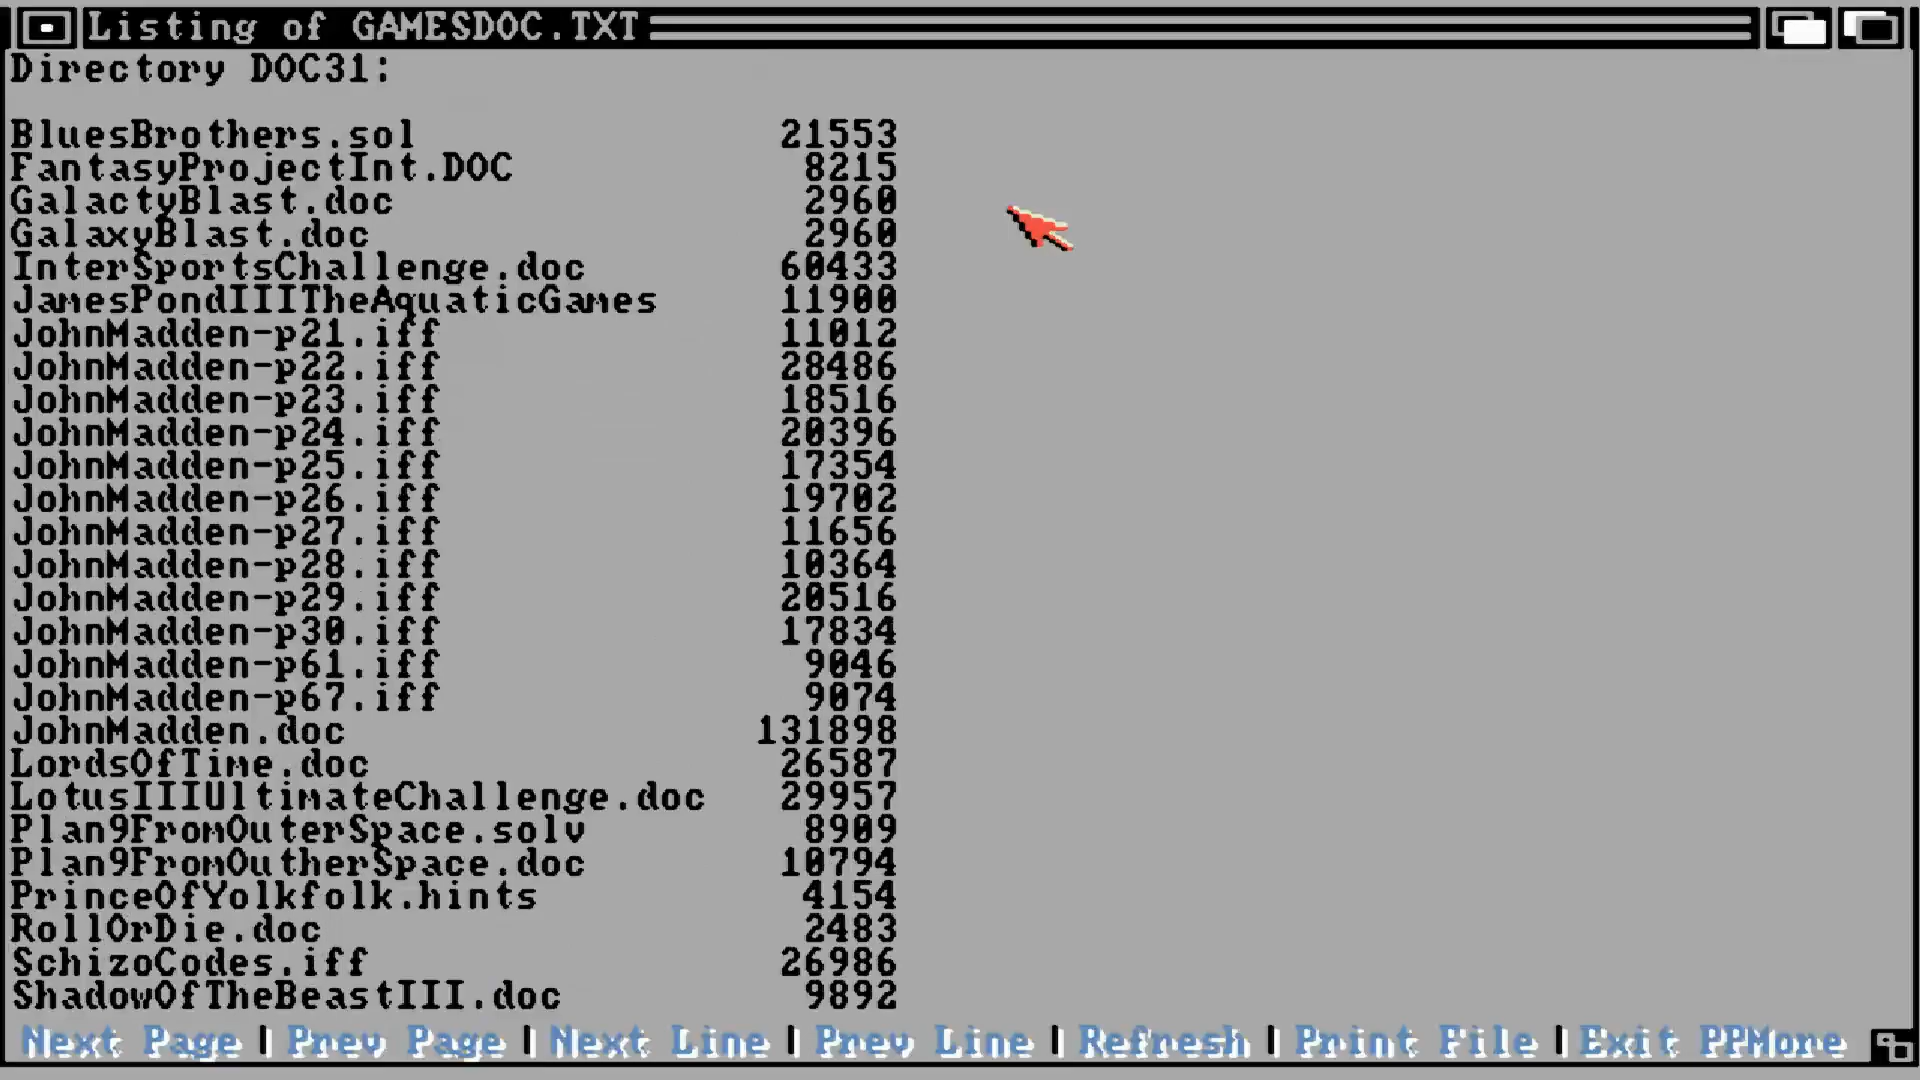 Listing of GAMESDOC.TXT
Directory DOC31:
BluesBrothers.sol 21553
FantasyProjectInt.DOC 8215
GalactyBlast.doc 2960
GalaxyBlast.doc 2960
InterSportsChallenge.doc 60433
JamesPondIIITheAquaticGames 11900
JohnMadden-p21.iff 11012
JohnMadden-p22.iff 28486
JohnMadden-p23.iff 18516
JohnMadden-p24.iff 20396
JohnMadden-p25.iff 17354
JohnMadden-p26.iff 19702
JohnMadden-p27.iff 11656
JohnMadden-p28.iff 10364
JohnMadden-p29.iff 20516
JohnMadden-p30.iff 17834
JohnMadden-p61.iff 9046
JohnMadden-p67.iff 9074
JohnMadden.doc 131898
LordsOfTime.doc 26587
LotusIIIUltimateChallenge.doc 29957
Plan9FromOuterSpace.solv 8909
Plan9FromOutherSpace.doc 10794
PrinceOfYolkfolk.hints 4154
RollOrDie.doc 2483
SchizoCodes.iff 26986
ShadowOfTheBeastIII.doc 9892
Next Page | Prev Page | Next Line | Prev Line | Refresh | Print File | Exit PPMore